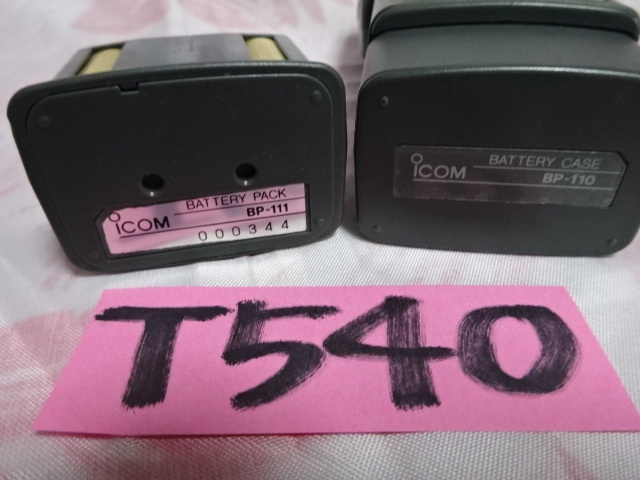 ICOM
BATTERY PACK
BP-111
000344
ICOM
BATTERY CASE
BP-110
T540